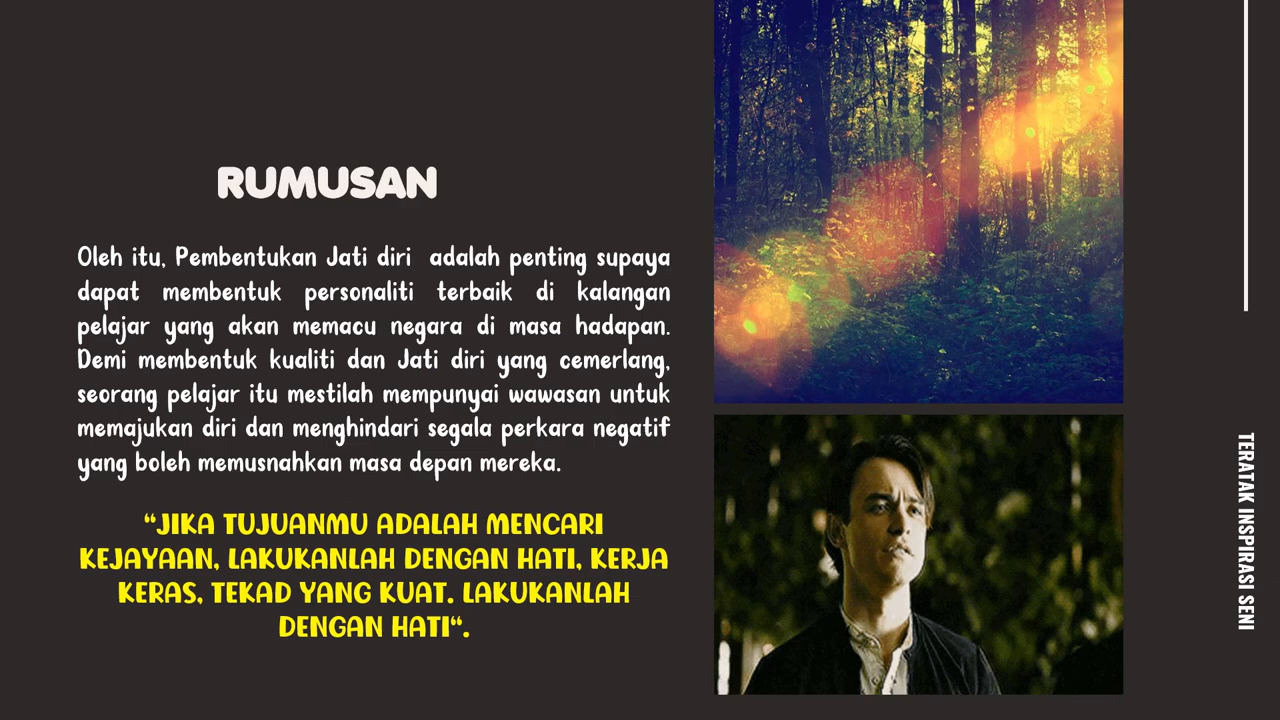 RUMUSAN
Oleh itu, Pembentukan Jati diri adalah penting supaya
dapat membentuk personaliti terbaik di kalangan
pelajar yang akan memacu negara di masa hadapan.
Demi membentuk kualiti dan Jati diri yang cemerlang,
seorang pelajar itu mestilah mempunyai wawasan untuk
memajukan diri dan menghindari segala perkara negatif
yang boleh memusnahkan masa depan mereka.
“JIKA TUJUANMU ADALAH MENCARI
KEJAYAAN, LAKUKANLAH DENGAN HATI, KERJA
KERAS, TEKAD YANG KUAT. LAKUKANLAH
DENGAN HATI“.
TERATAK INSPIRASI SENI